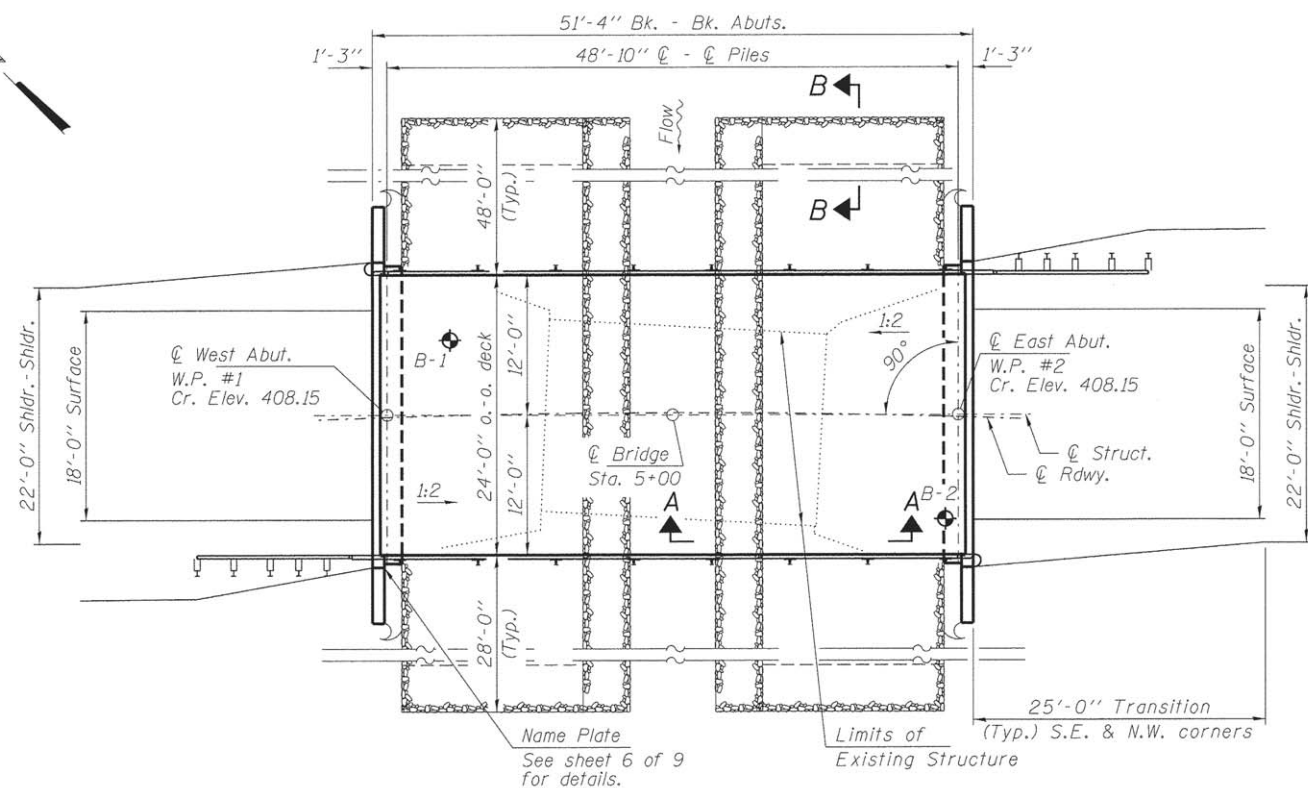 51'-4" Bk. - Bk. Abuts.
1'-3"
48'-10" ℄ - ℄ Piles
1'-3"
B
Flow
48'-0"
(Typ.)
B
22'-0" Shldr.-Shldr.
18'-0" Surface
℄ West Abut.
W.P. #1
Cr. Elev. 408.15
B-1
24'-0" o.-o. deck
12'-0"
12'-0"
1:2
1:2
90°
℄ East Abut.
W.P. #2
Cr. Elev. 408.15
℄ Bridge
Sta. 5+00
A
A
B-2
℄ Struct.
℄ Rdwy.
18'-0" Surface
22'-0" Shldr.-Shldr.
28'-0"
(Typ.)
Name Plate
See sheet 6 of 9
for details.
Limits of
Existing Structure
25'-0" Transition
(Typ.) S.E. & N.W. corners